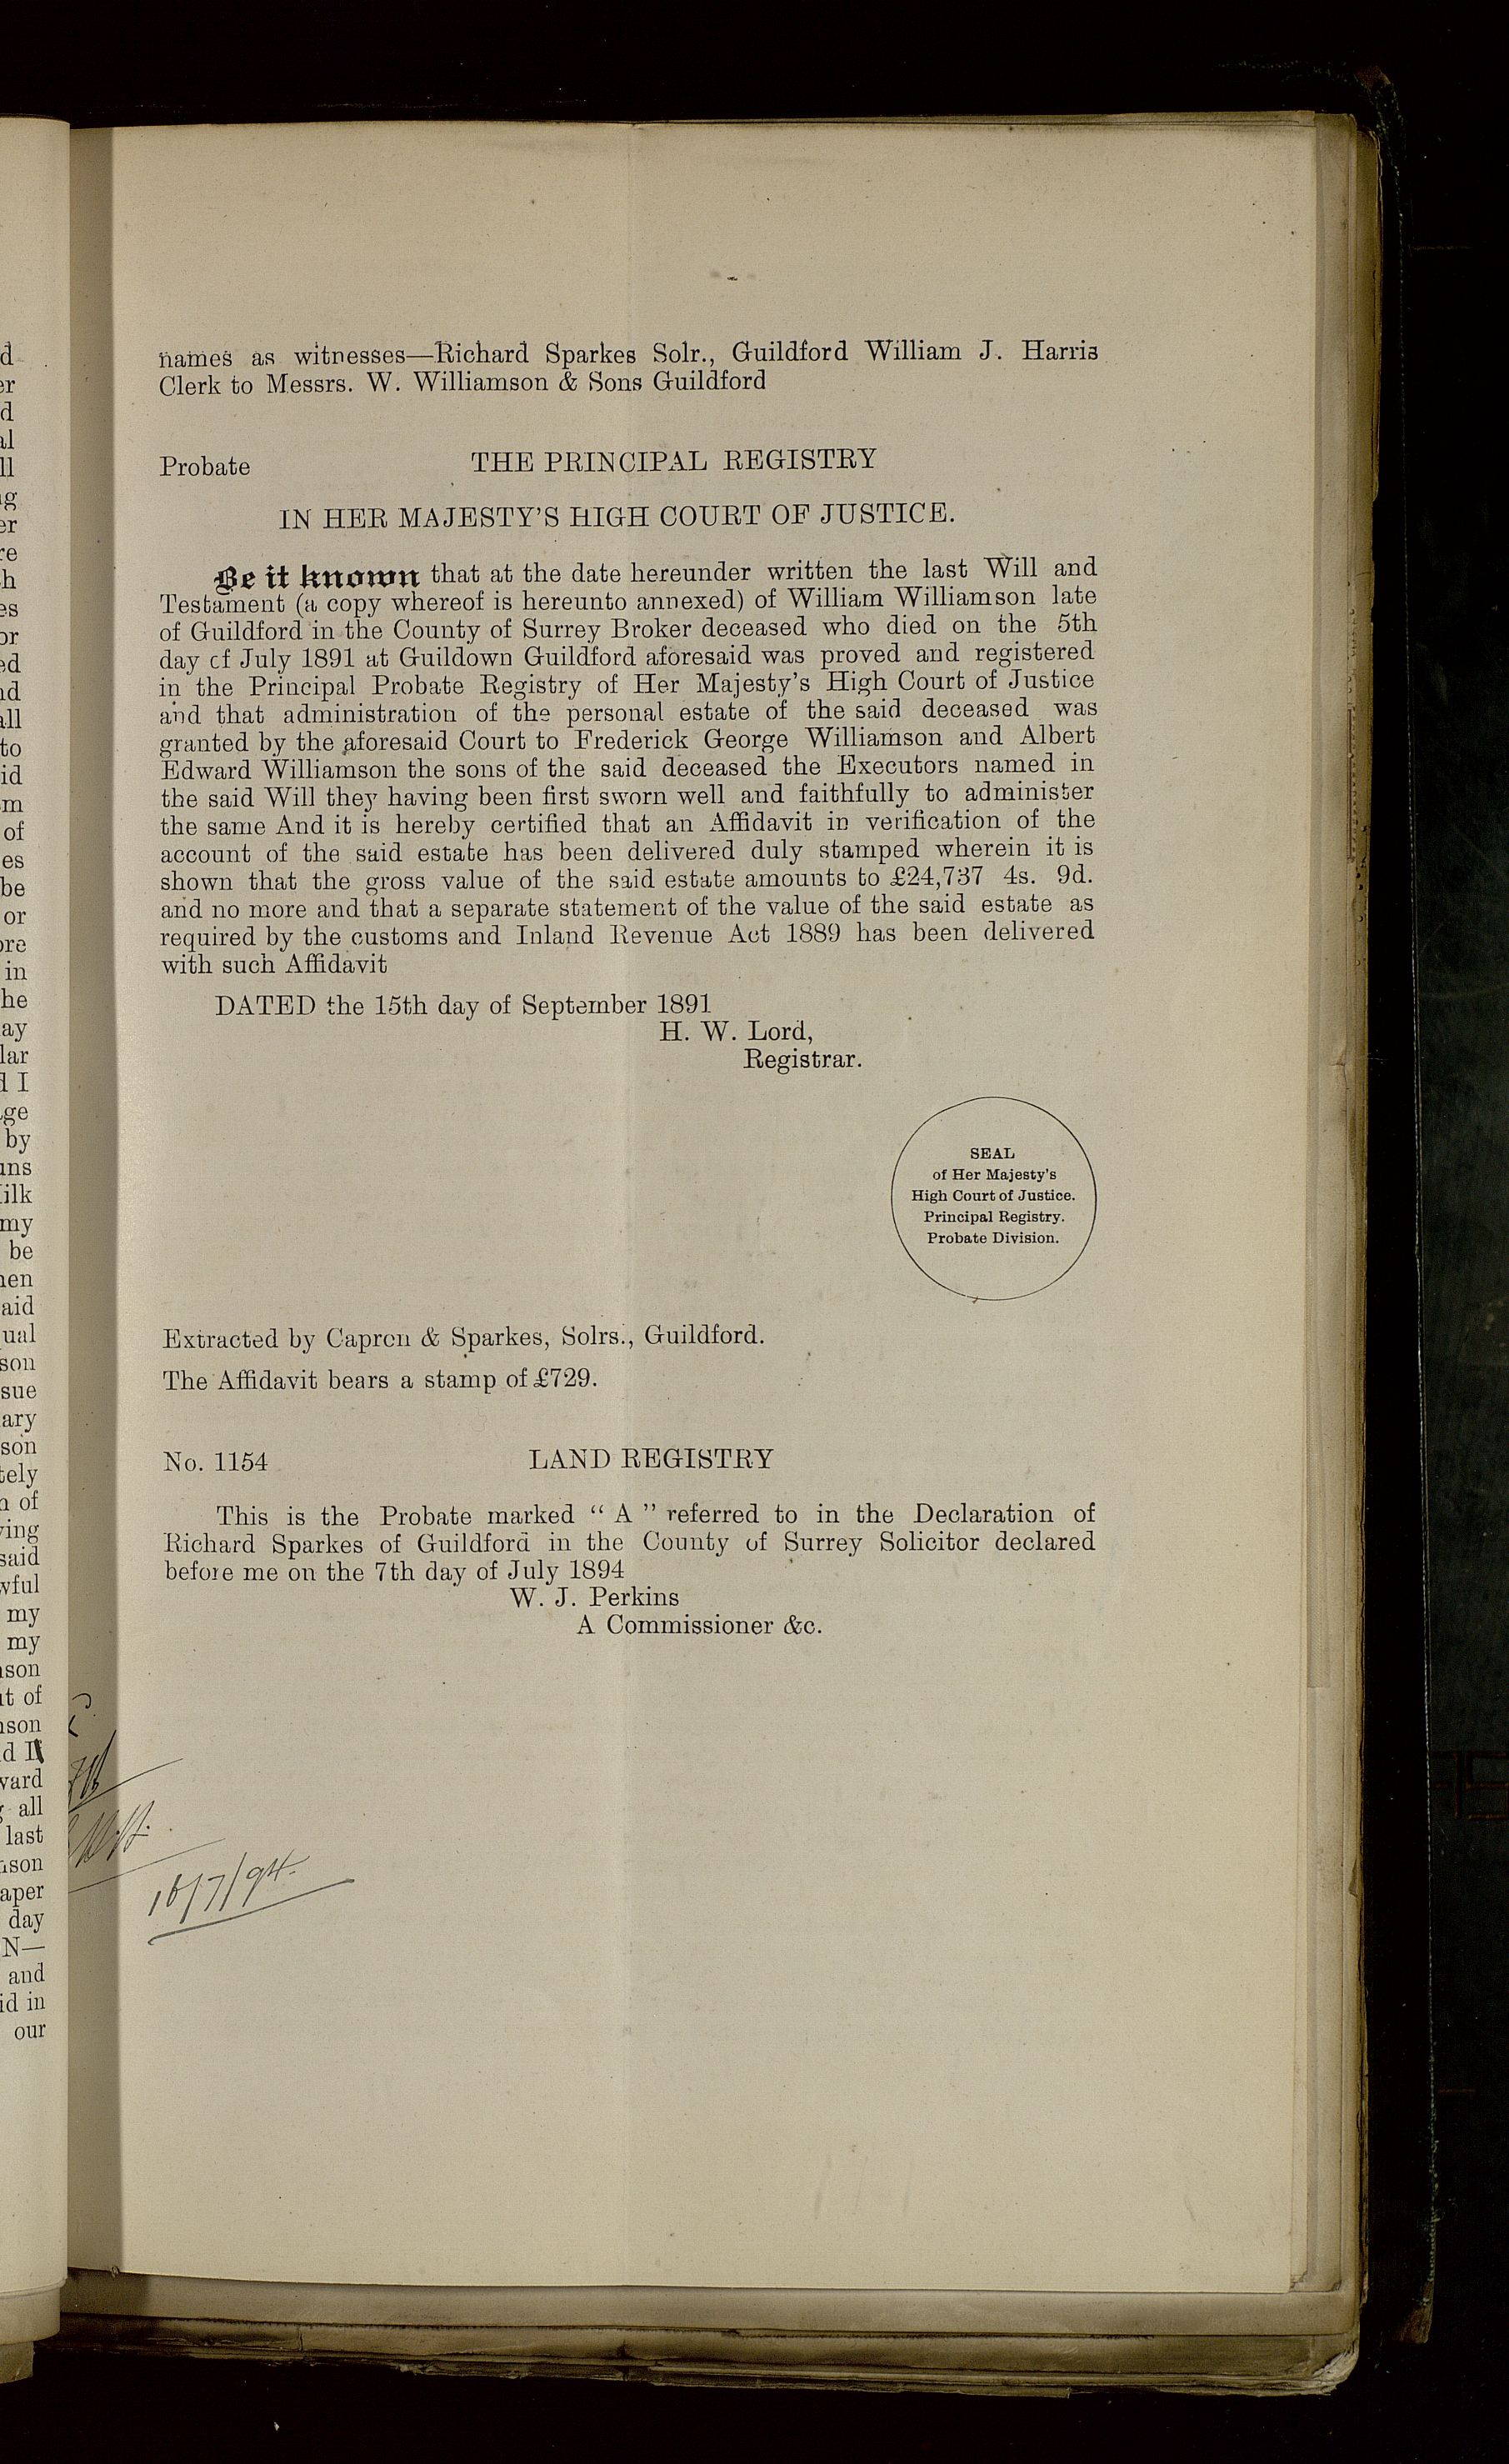 names as witnesses—Richard Sparkes Solr., Guildford William J. Harris
Clerk to Messrs. W. Williamson & Sons Guildford
Probate THE PRINCIPAL REGISTRY
IN HER MAJESTY'S HIGH COURT OF JUSTICE.
Be it known that at the date hereunder written the last Will and
Testament (a copy whereof is hereunto annexed) of William Williamson late
of Guildford in the County of Surrey Broker deceased who died on the 5th
day of July 1891 at Guildown Guildford aforesaid was proved and registered
in the Principal Probate Registry of Her Majesty's High Court of Justice
and that administration of the personal estate of the said deceased was
granted by the aforesaid Court to Frederick George Williamson and Albert
Edward Williamson the sons of the said deceased the Executors named in
the said Will they having been first sworn well and faithfully to administer
the same And it is hereby certified that an Affidavit in verification of the
account of the said estate has been delivered duly stamped wherein it is
shown that the gross value of the said estate amounts to £24,737 4s. 9d.
and no more and that a separate statement of the value of the said estate as
required by the customs and Inland Revenue Act 1889 has been delivered
with such Affidavit
DATED the 15th day of September 1891
H. W. Lord,
Registrar.
SEAL
of Her Majesty's
High Court of Justice.
Principal Registry.
Probate Division.
Extracted by Capron & Sparkes, Solrs., Guildford.
The Affidavit bears a stamp of £729.
No. 1154 LAND REGISTRY
This is the Probate marked "A" referred to in the Declaration of
Richard Sparkes of Guildford in the County of Surrey Solicitor declared
before me on the 7th day of July 1894
W. J. Perkins
A Commissioner &c.
16/7/94.